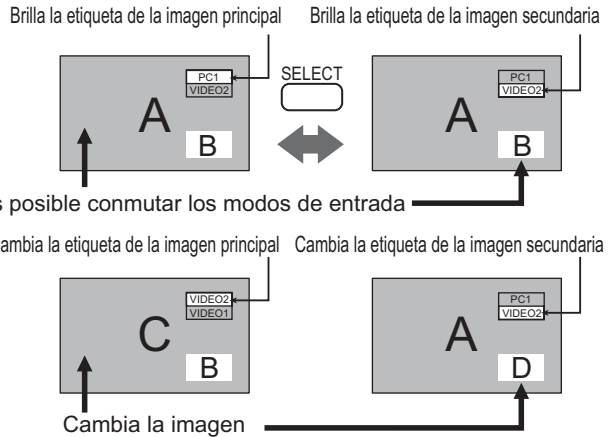 Brilla la etiqueta de la imagen principal
Brilla la etiqueta de la imagen secundaria
PC1
VIDEO2
A
B
SELECT
PC1
VIDEO2
A
B
s posible conmutar los modos de entrada
ambia la etiqueta de la imagen principal
Cambia la etiqueta de la imagen secundaria
VIDEO2
VIDEO1
C
B
PC1
VIDEO2
A
D
Cambia la imagen